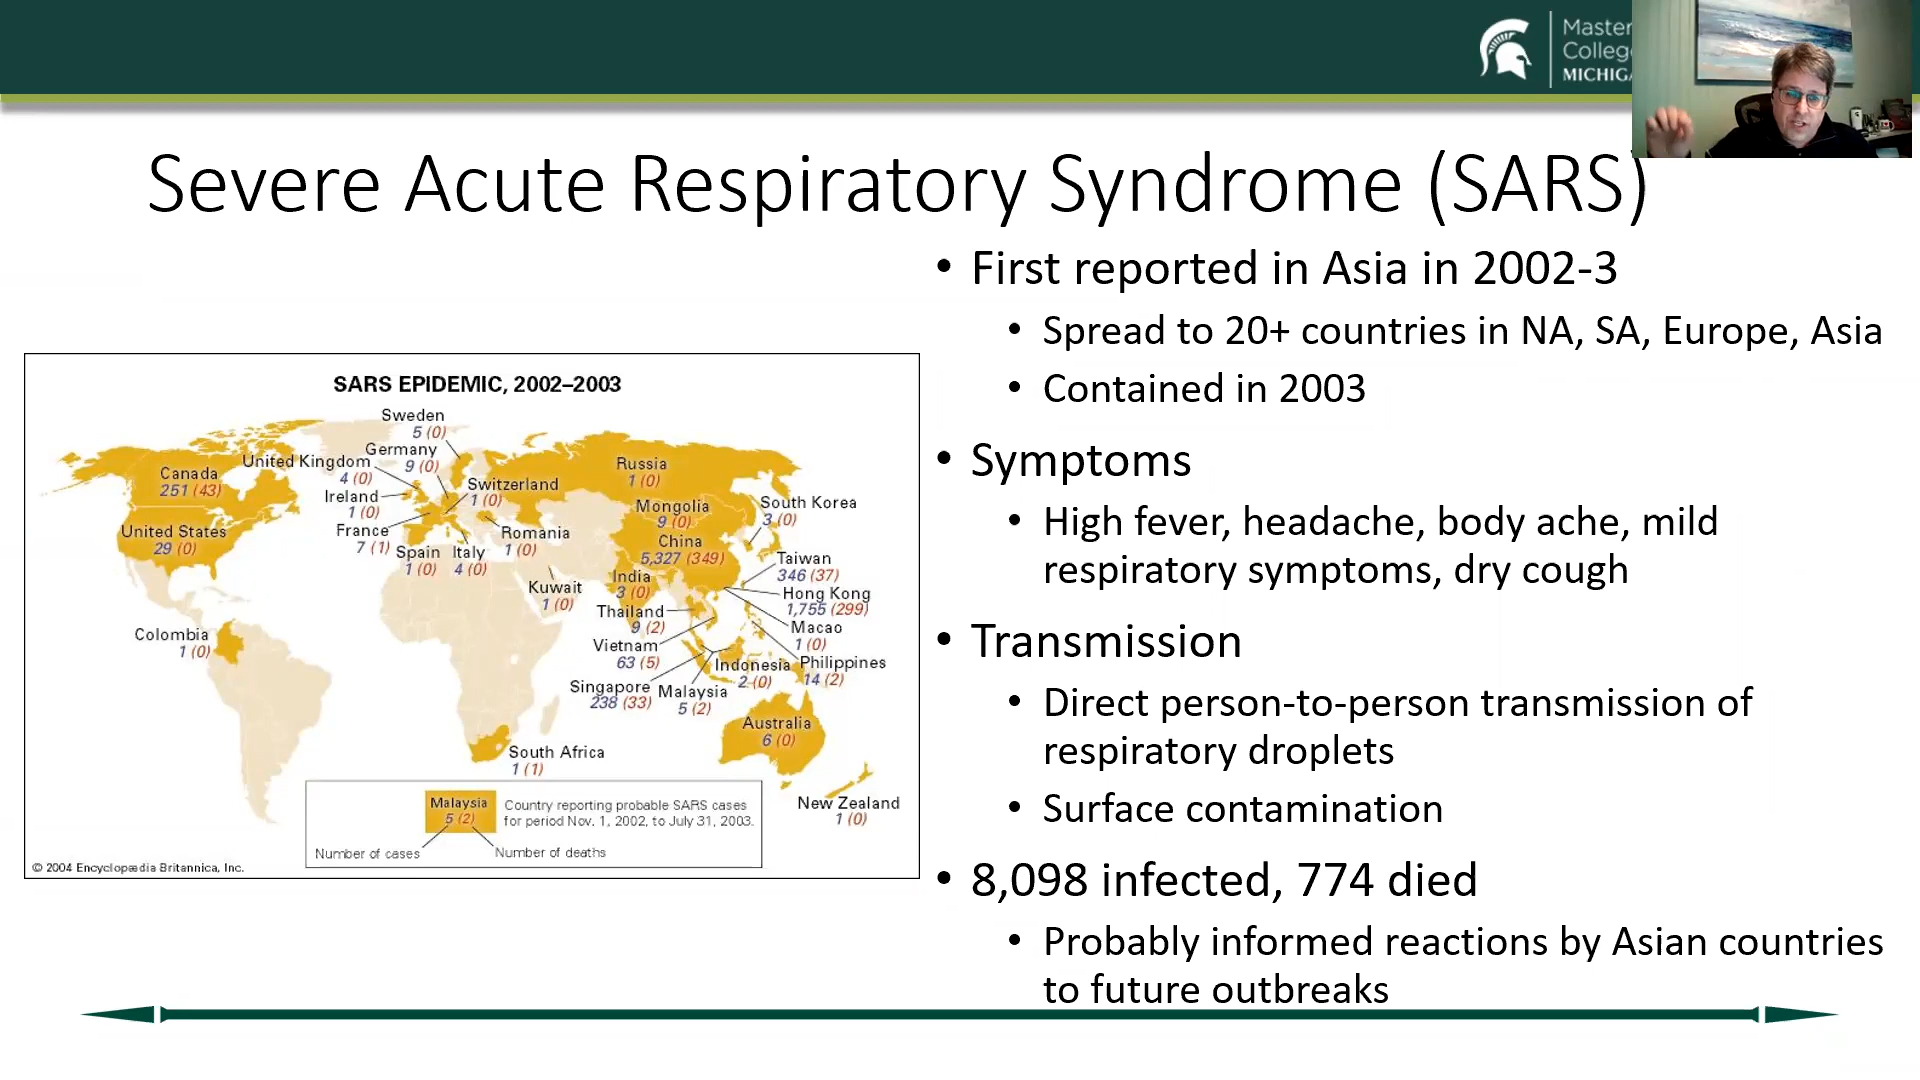 Master
MICHIG
Severe Acute Respiratory Syndrome (SARS)
• First reported in Asia in 2002-3
• Spread to 20+ countries in NA, SA, Europe, Asia
• Contained in 2003
• Symptoms
• High fever, headache, body ache, mild
respiratory symptoms, dry cough
• Transmission
• Direct person-to-person transmission of
respiratory droplets
• Surface contamination
• 8,098 infected, 774 died
• Probably informed reactions by Asian countries
to future outbreaks
SARS EPIDEMIC, 2002–2003
Sweden
5 (0)
Germany
9 (0)
United Kingdom
4 (0)
Ireland
1 (0)
France
7 (1)
Spain
1 (0)
Italy
4 (0)
Switzerland
1 (0)
Romania
1 (0)
Canada
251 (43)
United States
29 (0)
Colombia
1 (0)
Russia
1 (0)
Mongolia
9 (0)
China
5,327 (349)
South Korea
3 (0)
Taiwan
346 (37)
Hong Kong
1,755 (299)
Macao
1 (0)
Philippines
14 (2)
India
3 (0)
Kuwait
1 (0)
Thailand
9 (2)
Vietnam
63 (5)
Singapore
238 (33)
Malaysia
5 (2)
Indonesia
2 (0)
Australia
6 (0)
South Africa
1 (1)
New Zealand
1 (0)
Malaysia
5 (2)
Country reporting probable SARS cases
for period Nov. 1, 2002, to July 31, 2003.
Number of cases
Number of deaths
© 2004 Encyclopædia Britannica, Inc.